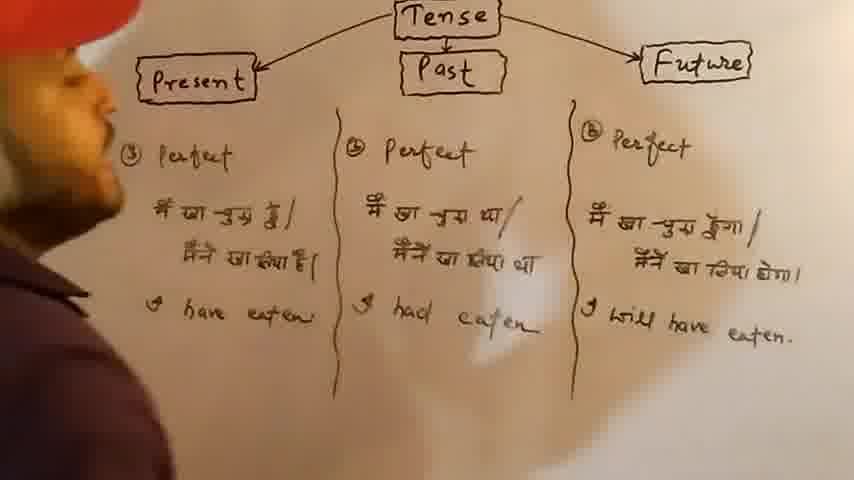 Tense
Present
Past
Future
③ Perfect
मैं खा चुका हूँ/
मैंने खा लिया है।
I have eaten.
③ Perfect
मैं खा चुका था/
मैंने खा लिया था
I had eaten
③ Perfect
मैं खा चुका हूँगा/
मैंने खा लिया होगा।
I will have eaten.